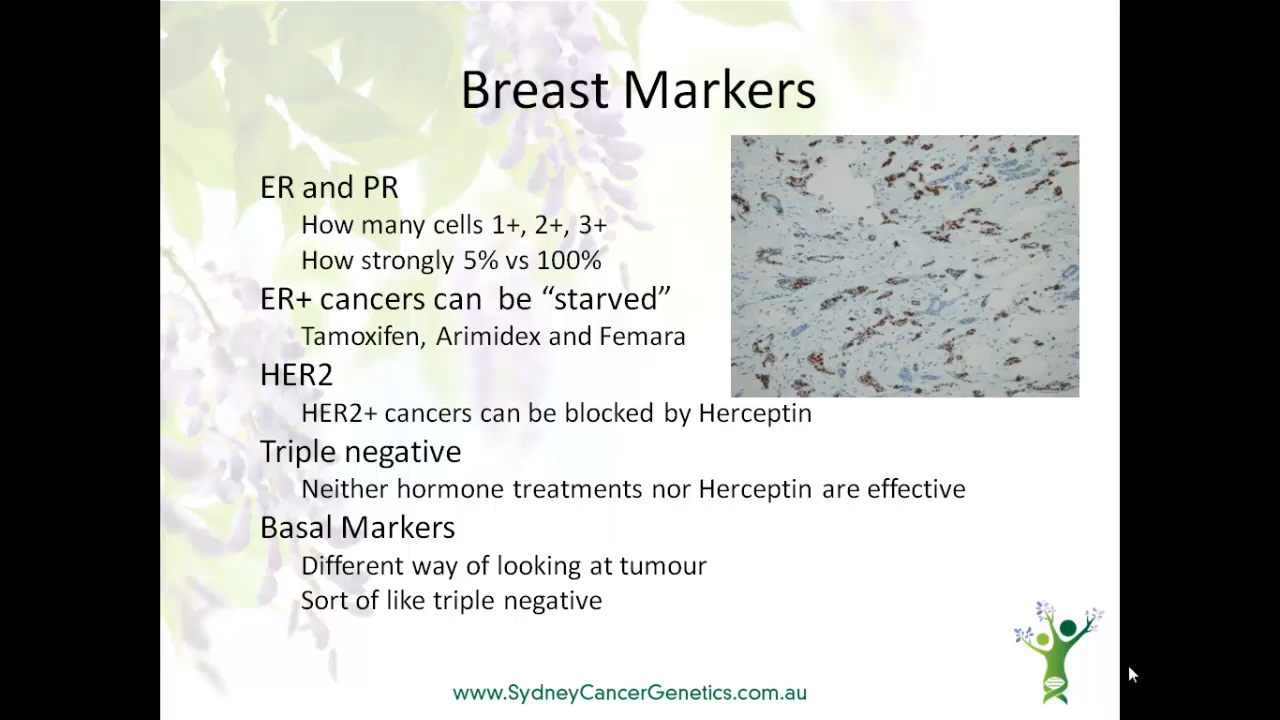 Breast Markers
ER and PR
How many cells 1+, 2+, 3+
How strongly 5% vs 100%
ER+ cancers can be “starved”
Tamoxifen, Arimidex and Femara
HER2
HER2+ cancers can be blocked by Herceptin
Triple negative
Neither hormone treatments nor Herceptin are effective
Basal Markers
Different way of looking at tumour
Sort of like triple negative
www.SydneyCancerGenetics.com.au